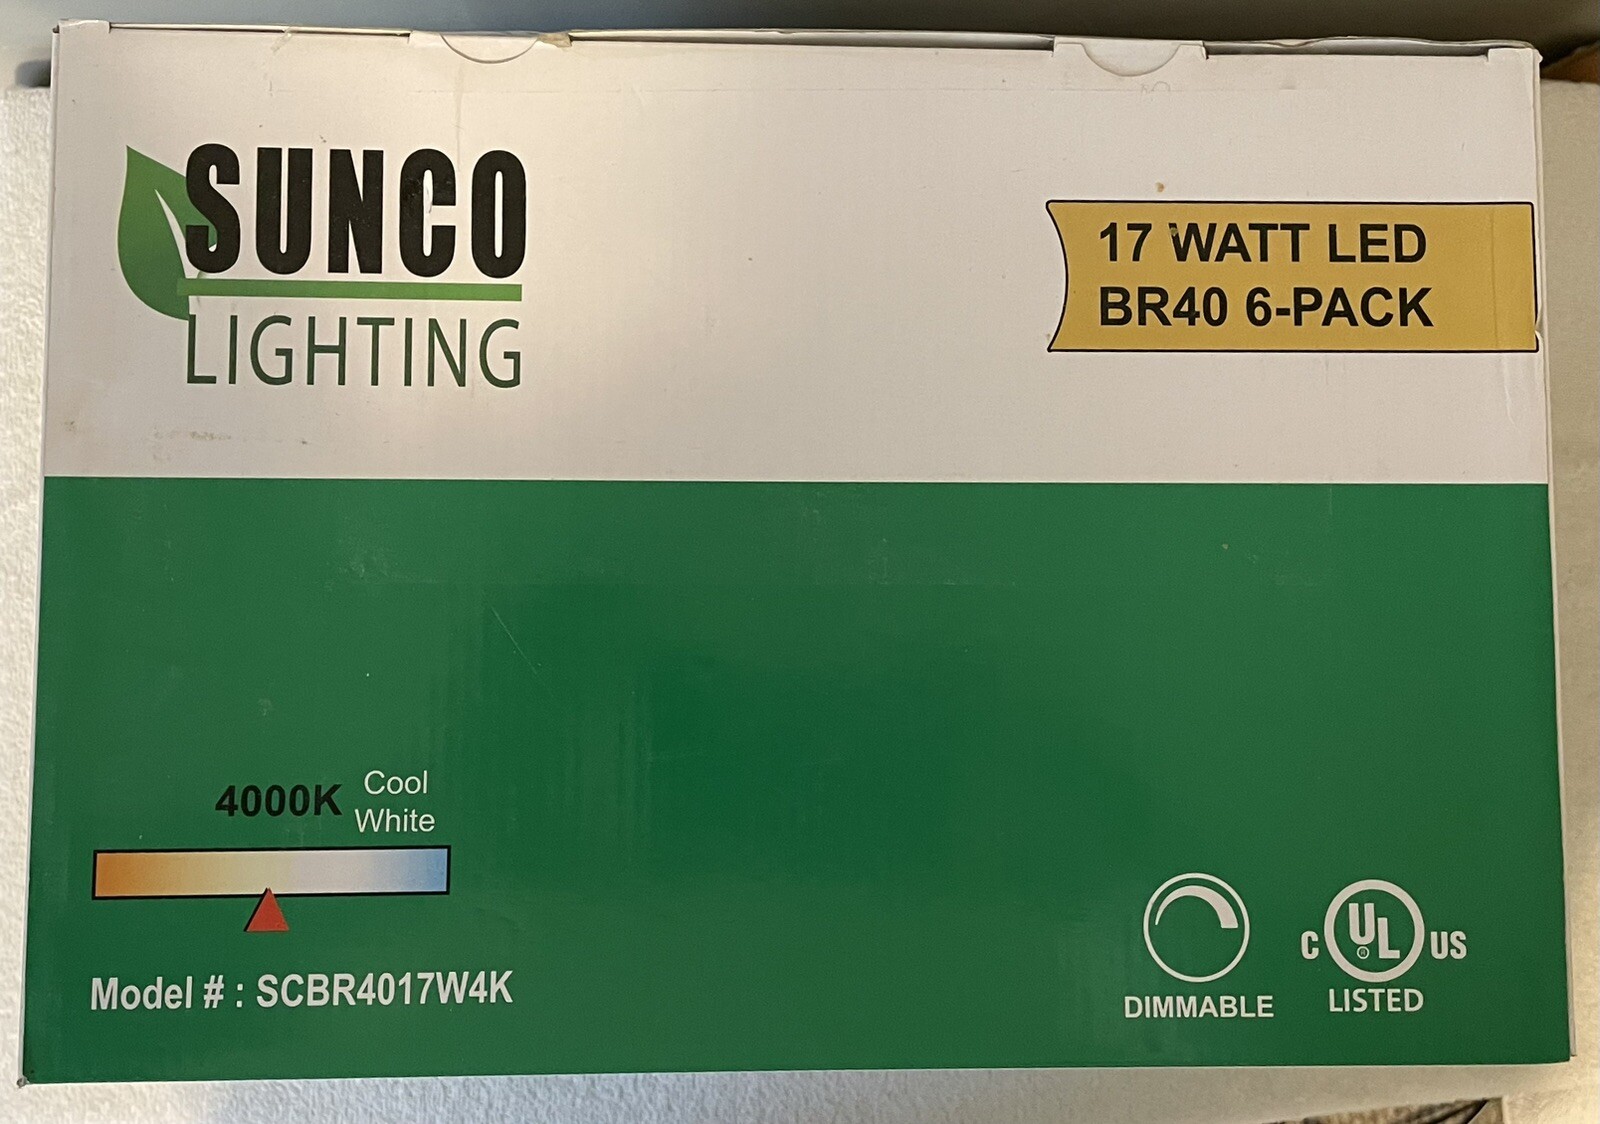 SUNCO
LIGHTING
17 WATT LED
BR40 6-PACK
4000K Cool
White
Model # : SCBR4017W4K
DIMMABLE
C UL® US
LISTED